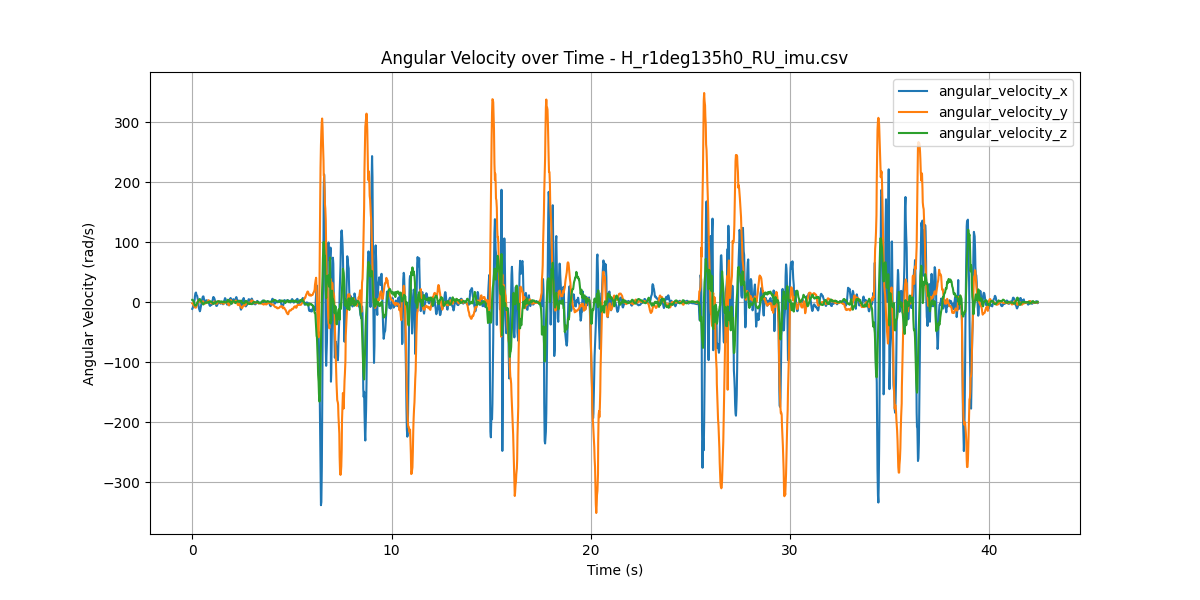 Angular Velocity over Time - H_r1deg135h0_RU_imu.csv
angular_velocity_x
angular_velocity_y
angular_velocity_z
Angular Velocity (rad/s)
300
200
100
0
−100
−200
−300
0 10 20 30 40
Time (s)